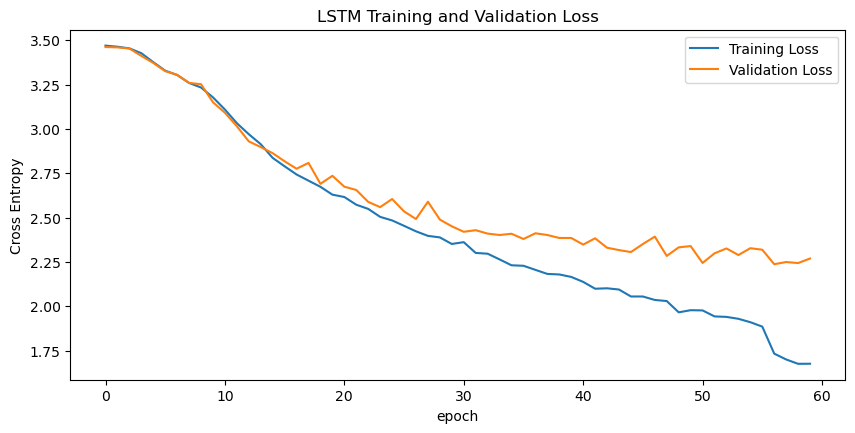 LSTM Training and Validation Loss
Training Loss
Validation Loss
Cross Entropy
3.50
3.25
3.00
2.75
2.50
2.25
2.00
1.75
0 10 20 30 40 50 60
epoch